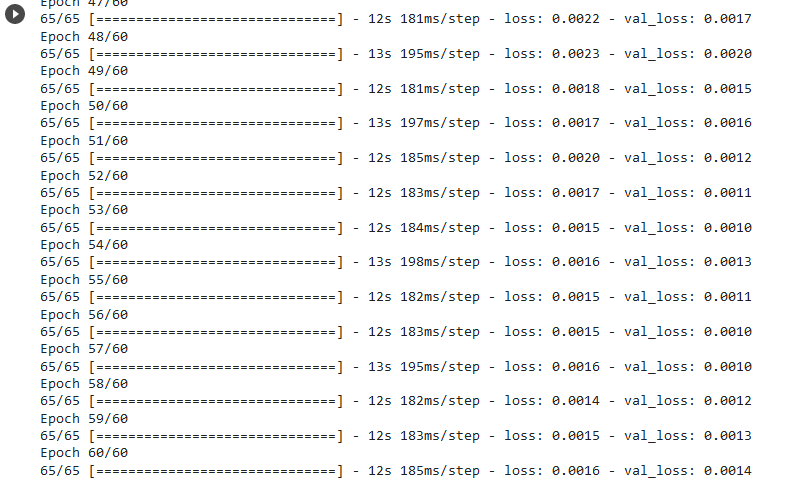 Epoch 47/60
65/65 [==============================] - 12s 181ms/step - loss: 0.0022 - val_loss: 0.0017
Epoch 48/60
65/65 [==============================] - 13s 195ms/step - loss: 0.0023 - val_loss: 0.0020
Epoch 49/60
65/65 [==============================] - 12s 181ms/step - loss: 0.0018 - val_loss: 0.0015
Epoch 50/60
65/65 [==============================] - 13s 197ms/step - loss: 0.0017 - val_loss: 0.0016
Epoch 51/60
65/65 [==============================] - 12s 185ms/step - loss: 0.0020 - val_loss: 0.0012
Epoch 52/60
65/65 [==============================] - 12s 183ms/step - loss: 0.0017 - val_loss: 0.0011
Epoch 53/60
65/65 [==============================] - 12s 184ms/step - loss: 0.0015 - val_loss: 0.0010
Epoch 54/60
65/65 [==============================] - 13s 198ms/step - loss: 0.0016 - val_loss: 0.0013
Epoch 55/60
65/65 [==============================] - 12s 182ms/step - loss: 0.0015 - val_loss: 0.0011
Epoch 56/60
65/65 [==============================] - 12s 183ms/step - loss: 0.0015 - val_loss: 0.0010
Epoch 57/60
65/65 [==============================] - 13s 195ms/step - loss: 0.0016 - val_loss: 0.0010
Epoch 58/60
65/65 [==============================] - 12s 182ms/step - loss: 0.0014 - val_loss: 0.0012
Epoch 59/60
65/65 [==============================] - 12s 183ms/step - loss: 0.0015 - val_loss: 0.0013
Epoch 60/60
65/65 [==============================] - 12s 185ms/step - loss: 0.0016 - val_loss: 0.0014